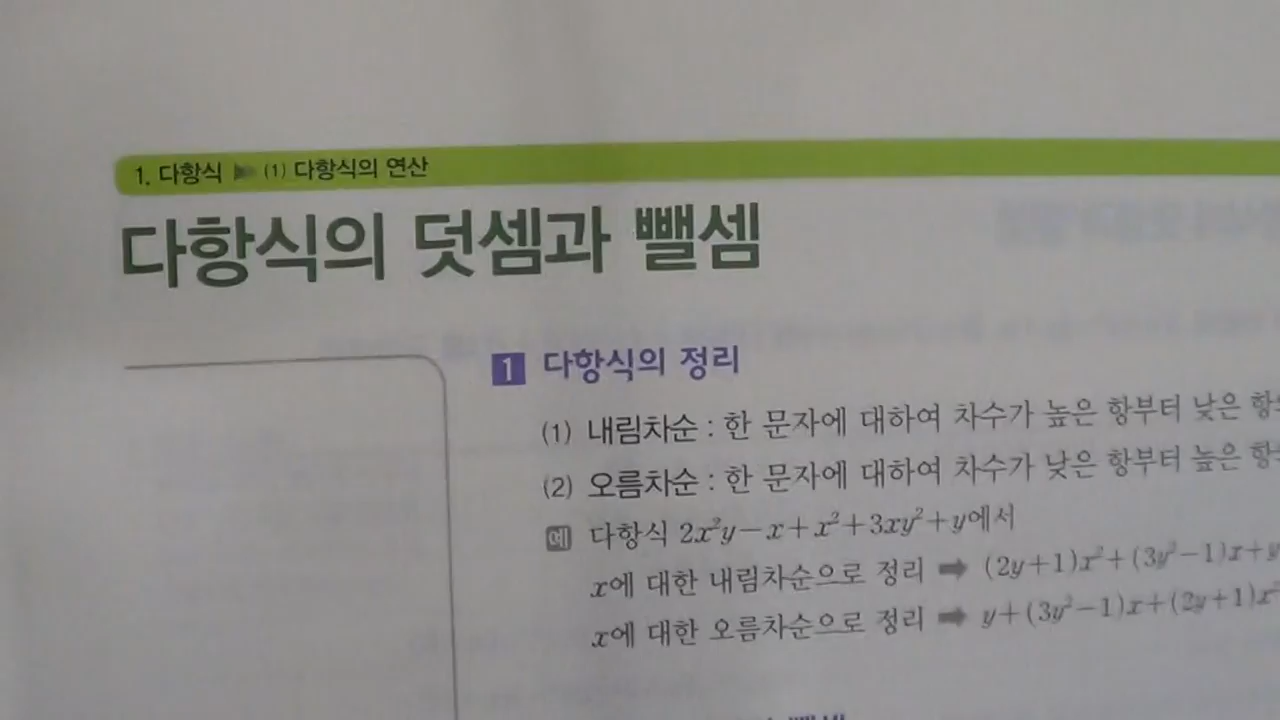 1. 다항식 ▶ (1) 다항식의 연산
다항식의 덧셈과 뺄셈
1 다항식의 정리
(1) 내림차순 : 한 문자에 대하여 차수가 높은 항부터 낮은
(2) 오름차순 : 한 문자에 대하여 차수가 낮은 항부터 높은
예 다항식 2x²y-x+x²+3xy²+y에서
x에 대한 내림차순으로 정리 ➡ (2y+1)x²+(3y²-1)x+y
x에 대한 오름차순으로 정리 ➡ y+(3y²-1)x+(2y+1)x²